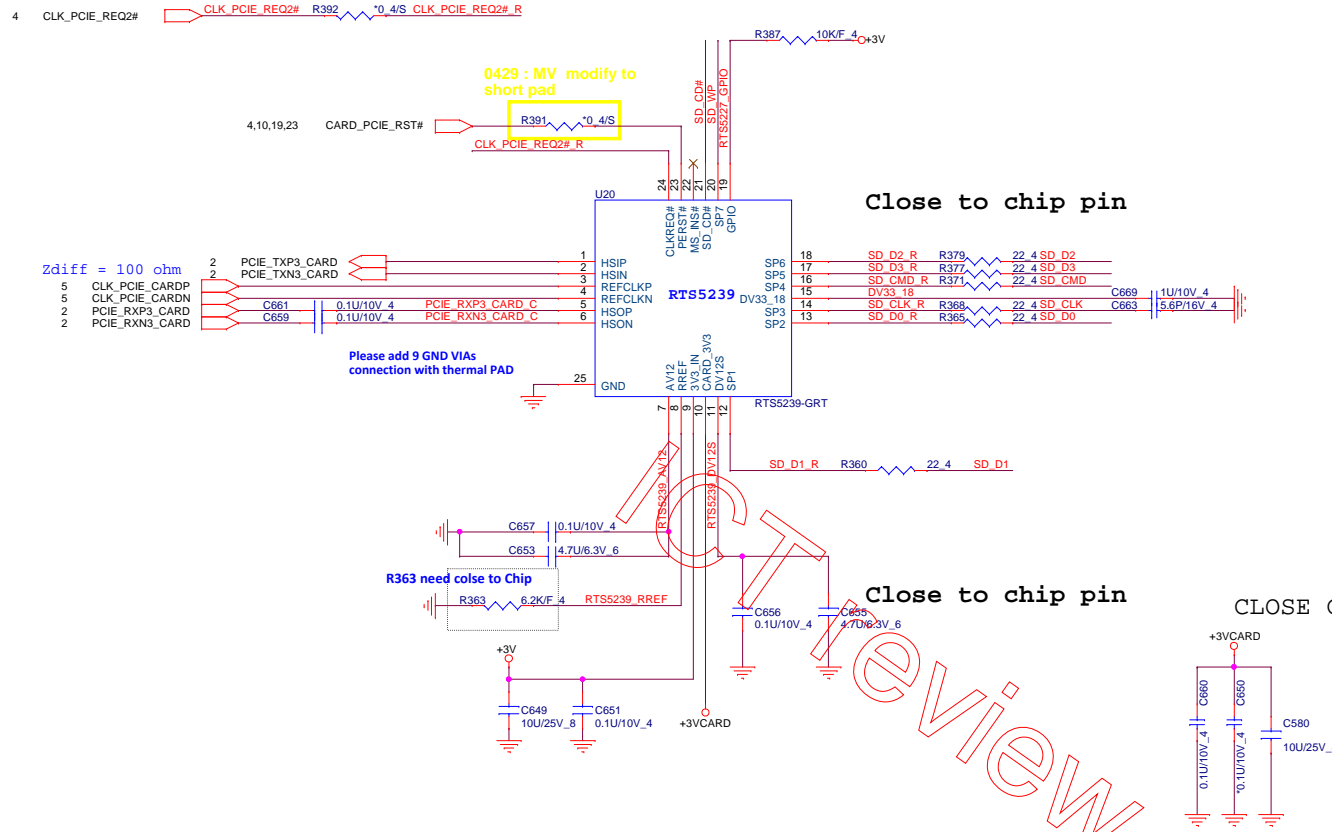 4 CLK_PCIE_REQ2# CLK_PCIE_REQ2# R392 *0_4/S CLK_PCIE_REQ2#_R
R387 10K/F_4 +3V
0429 : MV modify to
short pad
4,10,19,23 CARD_PCIE_RST# R391 *0_4/S
CLK_PCIE_REQ2#_R
SD_CD#
SD_WP
RTS5227_GPIO
24 23 22 21 20 19
U20
CLKREQ#
PERST#
MS_INS#
SD_CD#
SP7
GPIO
Close to chip pin
Zdiff = 100 ohm
2 PCIE_TXP3_CARD 1 HSIP
2 PCIE_TXN3_CARD 2 HSIN
5 CLK_PCIE_CARDP 3 REFCLKP
5 CLK_PCIE_CARDN 4 REFCLKN
2 PCIE_RXP3_CARD C661 0.1U/10V_4 PCIE_RXP3_CARD_C 5 HSOP
2 PCIE_RXN3_CARD C659 0.1U/10V_4 PCIE_RXN3_CARD_C 6 HSON
RTS5239
SP6 18 SD_D2_R R379 22_4 SD_D2
SP5 17 SD_D3_R R377 22_4 SD_D3
SP4 16 SD_CMD_R R371 22_4 SD_CMD
DV33_18 15 DV33_18 C669 1U/10V_4
SP3 14 SD_CLK_R R368 22_4 SD_CLK C663 5.6P/16V_4
SP2 13 SD_D0_R R365 22_4 SD_D0
Please add 9 GND VIAs
connection with thermal PAD
25 GND
AV12
RREF
3V3_IN
CARD_3V3
DV12S
SP1
RTS5239-GRT
7 8 9 10 11 12
RTS5239_AV12
RTS5239_DV12S
SD_D1_R R360 22_4 SD_D1
C657 0.1U/10V_4
C653 4.7U/6.3V_6
R363 need colse to Chip
R363 6.2K/F_4 RTS5239_RREF
Close to chip pin
C656
0.1U/10V_4
C655
4.7U/6.3V_6
+3V
C649
10U/25V_8
C651
0.1U/10V_4
+3VCARD
CLOSE
+3VCARD
C660
0.1U/10V_4
C650
*0.1U/10V_4
C580
10U/25V_
ICT review